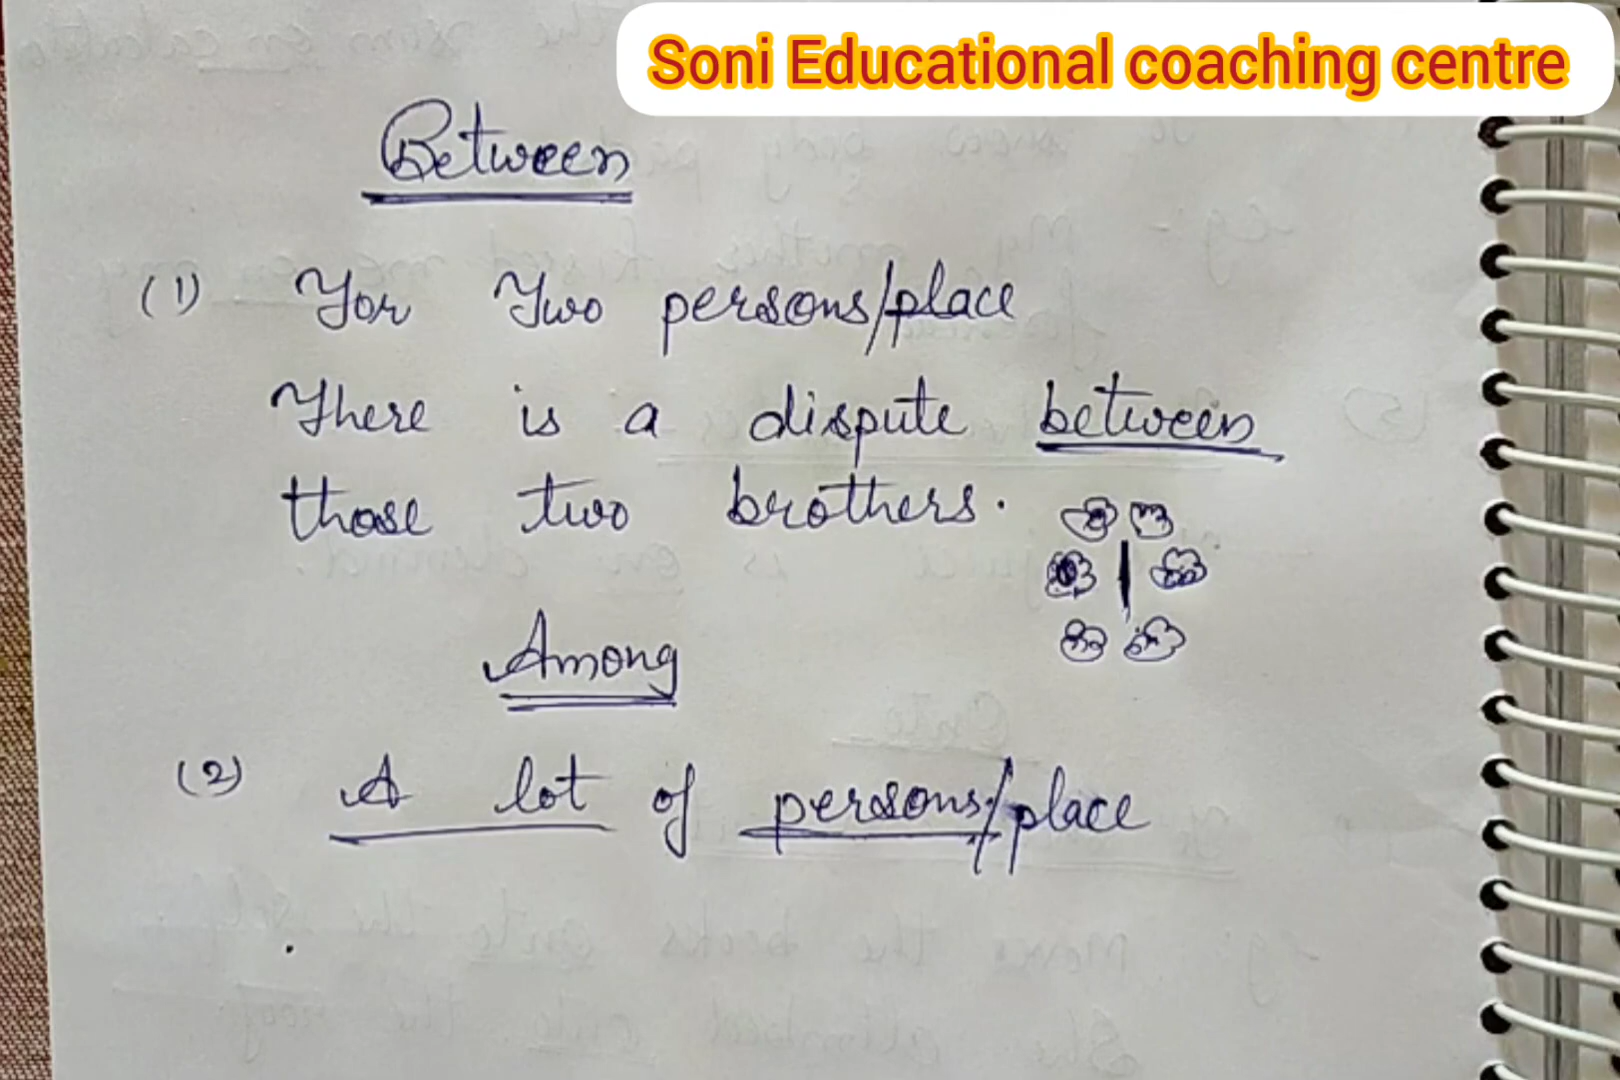 Soni Educational coaching centre
Between
(1) For Two persons/place
There is a dispute between
those two brothers.
Among
(2) A lot of persons/place